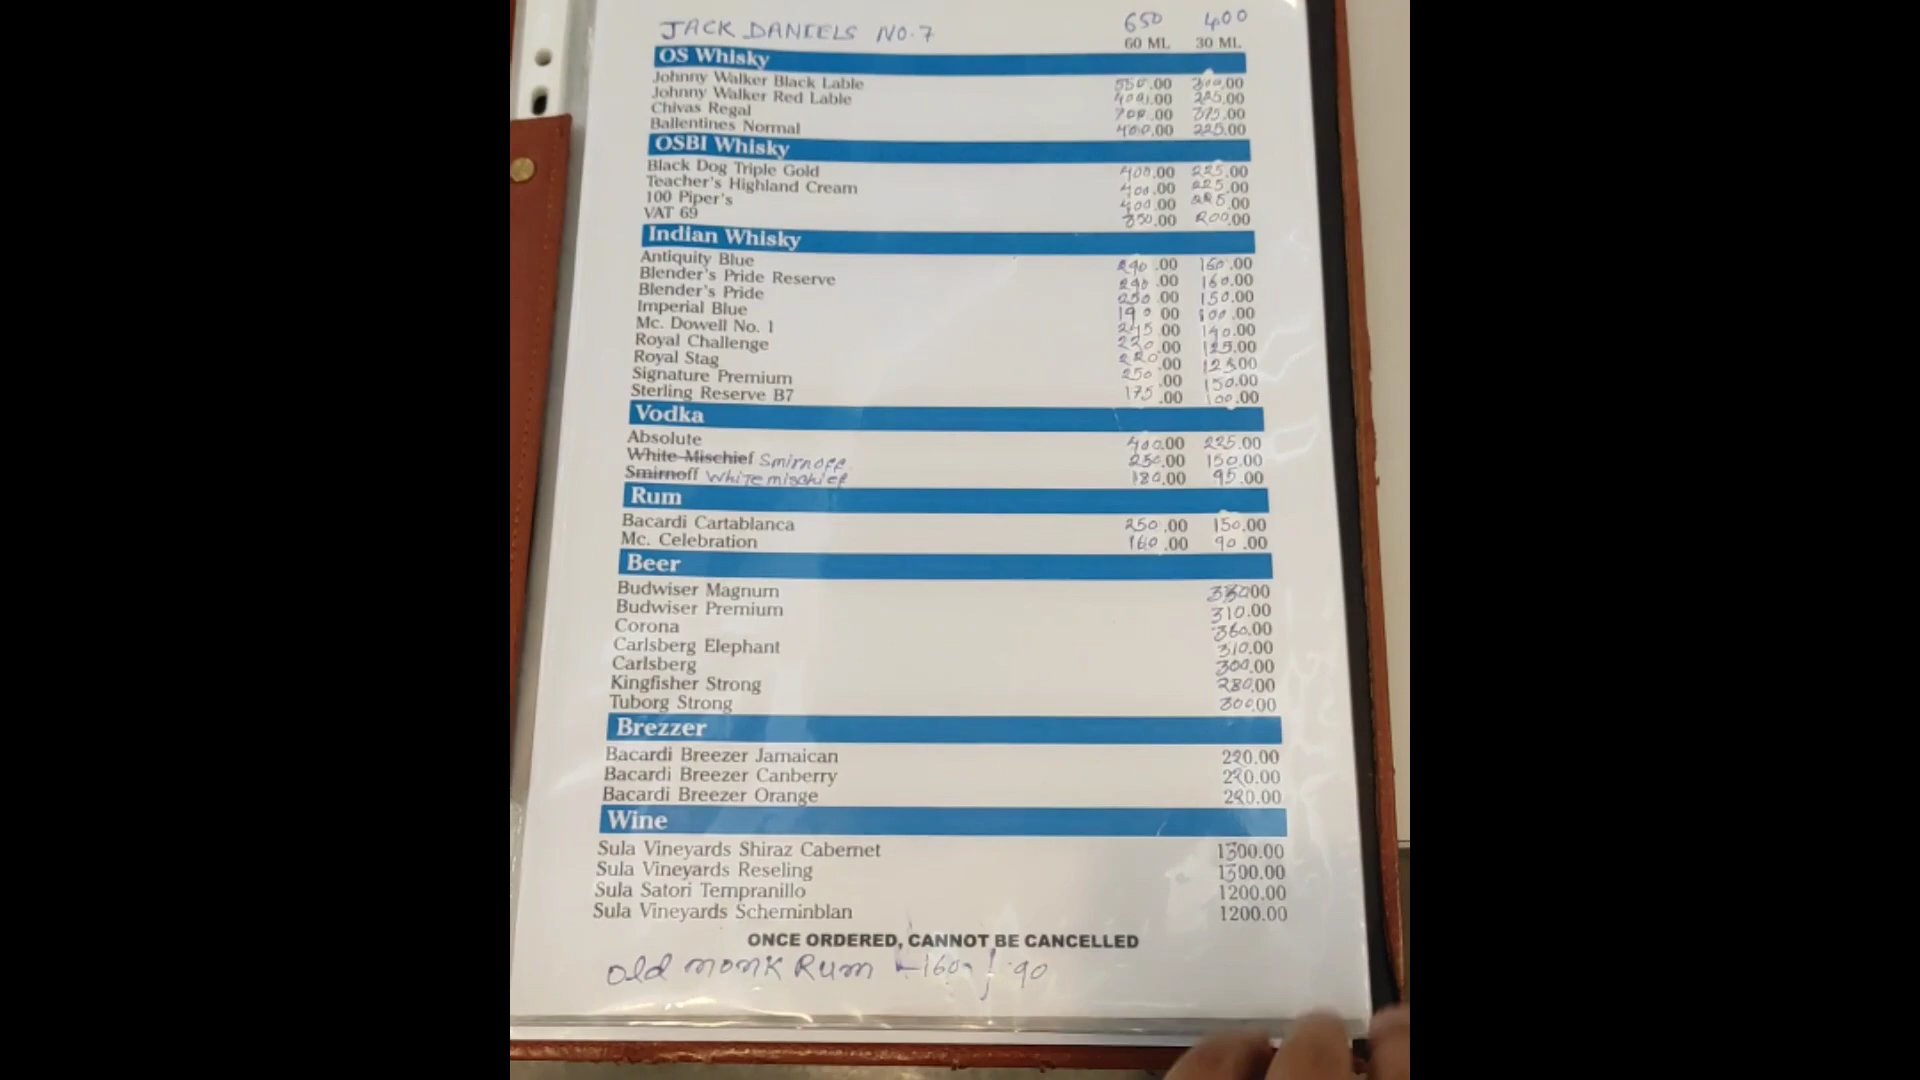 JACK DANIELS NO.7 650 400
60 ML 30 ML
OS Whisky
Johnny Walker Black Lable 550.00 300.00
Johnny Walker Red Lable 400.00 225.00
Chivas Regal 700.00 375.00
Ballentines Normal 400.00 225.00
OSBI Whisky
Black Dog Triple Gold 400.00 225.00
Teacher's Highland Cream 400.00 225.00
100 Piper's 400.00 225.00
VAT 69 350.00 200.00
Indian Whisky
Antiquity Blue 290.00 160.00
Blender's Pride Reserve 290.00 160.00
Blender's Pride 250.00 150.00
Imperial Blue 190.00 100.00
Mc. Dowell No. 1 245.00 140.00
Royal Challenge 220.00 125.00
Royal Stag 220.00 125.00
Signature Premium 250.00 150.00
Sterling Reserve B7 175.00 100.00
Vodka
Absolute 400.00 225.00
White Mischief Smirnoff 250.00 150.00
Smirnoff White mischief 180.00 95.00
Rum
Bacardi Cartablanca 250.00 150.00
Mc. Celebration 160.00 90.00
Beer
Budwiser Magnum
Budwiser Premium 310.00
Corona 360.00
Carlsberg Elephant 310.00
Carlsberg 300.00
Kingfisher Strong 280.00
Tuborg Strong 300.00
Brezzer
Bacardi Breezer Jamaican 220.00
Bacardi Breezer Canberry 220.00
Bacardi Breezer Orange 220.00
Wine
Sula Vineyards Shiraz Cabernet 1300.00
Sula Vineyards Reseling 1300.00
Sula Satori Tempranillo 1200.00
Sula Vineyards Scheninblan 1200.00
ONCE ORDERED, CANNOT BE CANCELLED
Old monk Rum 160 / 90